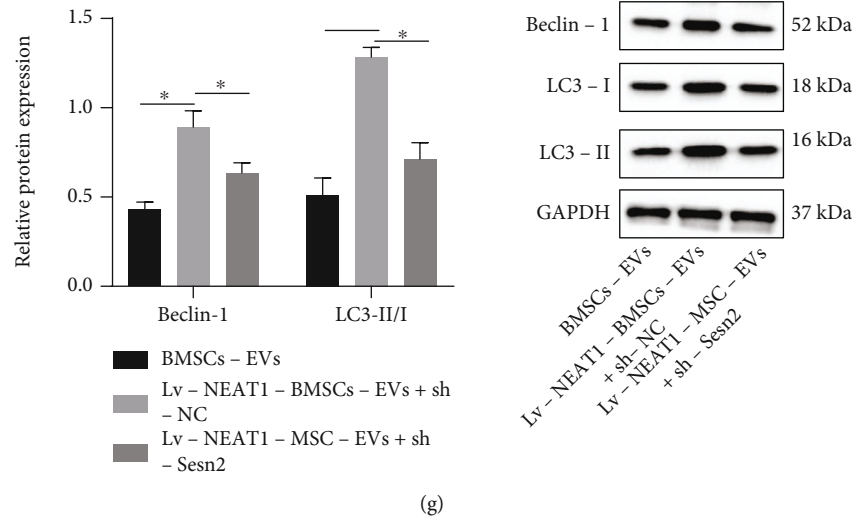 1.5
1.0
0.5
0.0
Relative protein expression
*
*
*
Beclin-1
LC3-II/I
BMSCs – EVs
Lv – NEAT1 – BMSCs – EVs + sh
– NC
Lv – NEAT1 – MSC – EVs + sh
– Sesn2
Beclin – 1
52 kDa
LC3 – I
18 kDa
LC3 – II
16 kDa
GAPDH
37 kDa
BMSCs – EVs
Lv – NEAT1 – BMSCs – EVs
+ sh– NC
Lv – NEAT1 – MSC – EVs
+ sh – Sesn2
(g)